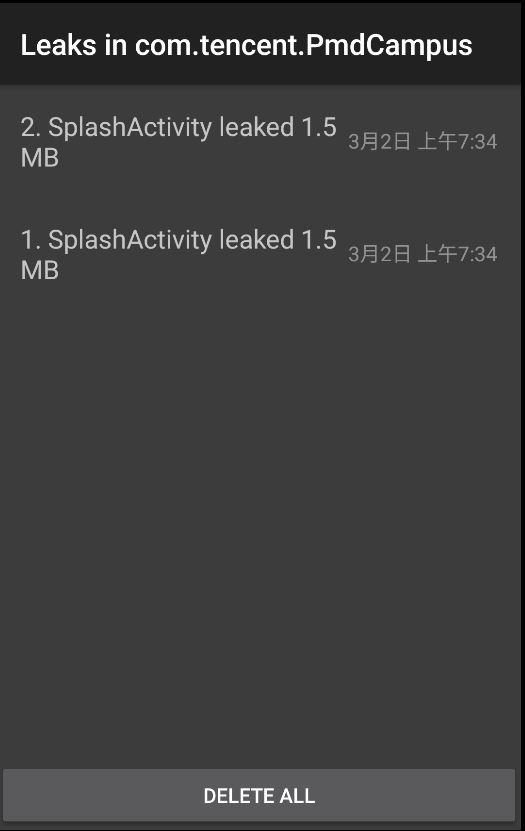 Leaks in com.tencent.PmdCampus
2. SplashActivity leaked 1.5
MB
3月2日 上午7:34
1. SplashActivity leaked 1.5
MB
3月2日 上午7:34
DELETE ALL